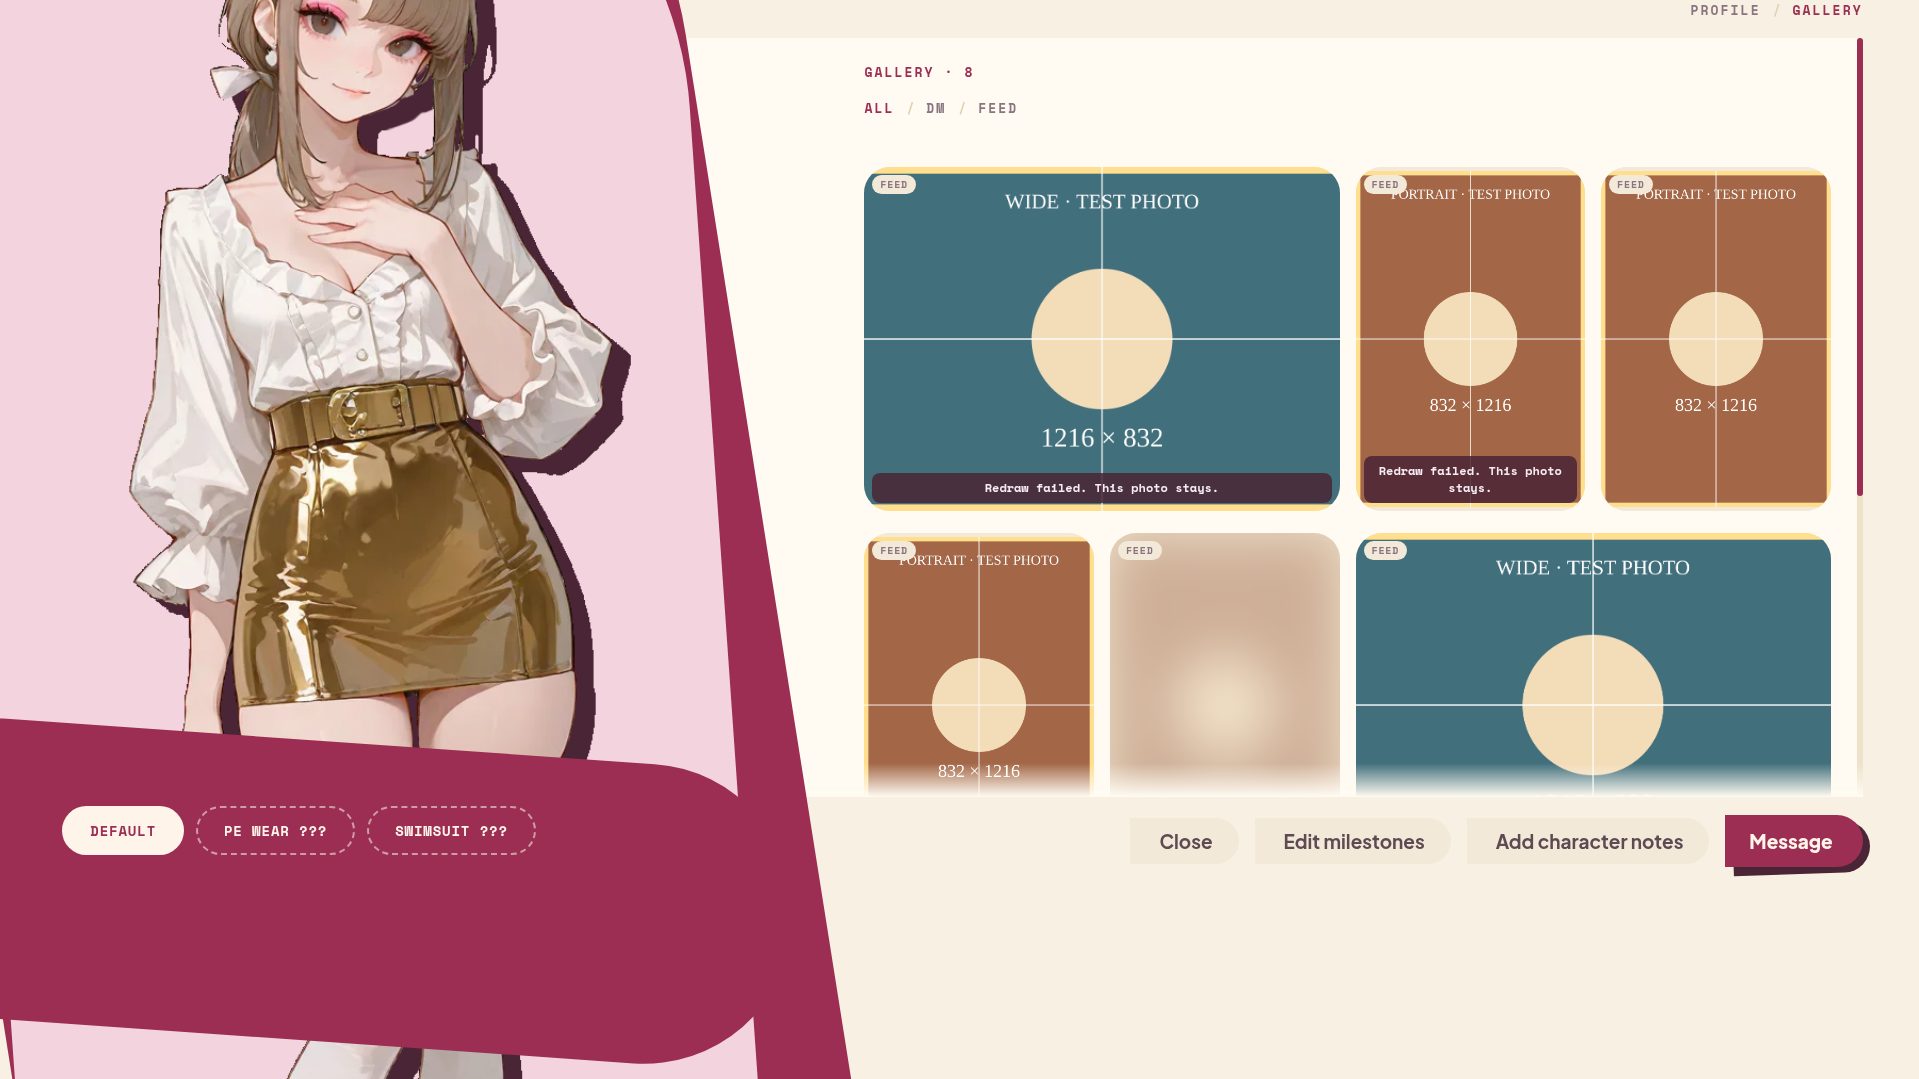 PROFILE / GALLERY
GALLERY · 8
ALL / DM / FEED
FEED
WIDE · TEST PHOTO
1216 × 832
Redraw failed. This photo stays.
FEED
PORTRAIT · TEST PHOTO
832 × 1216
Redraw failed. This photo
stays.
FEED
PORTRAIT · TEST PHOTO
832 × 1216
FEED
PORTRAIT · TEST PHOTO
832 × 1216
FEED
FEED
WIDE · TEST PHOTO
DEFAULT
PE WEAR ???
SWIMSUIT ???
Close
Edit milestones
Add character notes
Message